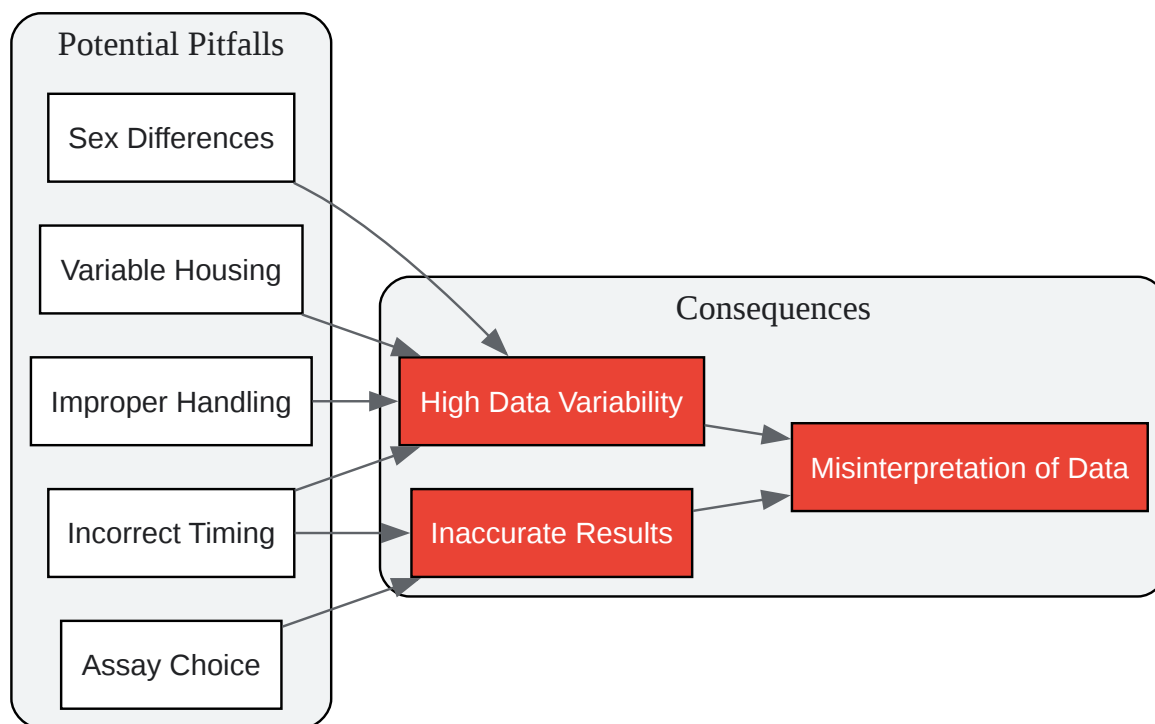 Potential Pitfalls
Sex Differences
Variable Housing
Improper Handling
Incorrect Timing
Assay Choice
Consequences
High Data Variability
Inaccurate Results
Misinterpretation of Data